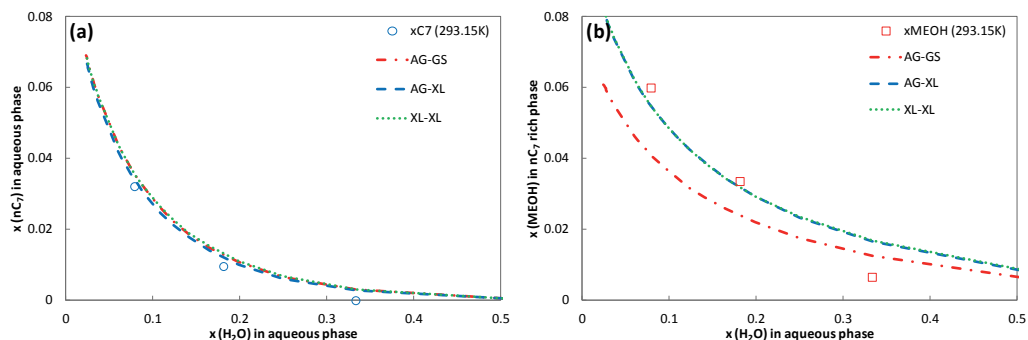 (a)
xC7 (293.15K)
AG-GS
AG-XL
XL-XL
x (nC₇) in aqueous phase
0.08
0.06
0.04
0.02
0
0 0.1 0.2 0.3 0.4 0.5
x (H₂O) in aqueous phase
(b)
xMEOH (293.15K)
AG-GS
AG-XL
XL-XL
x (MEOH) in nC₇ rich phase
0.08
0.06
0.04
0.02
0
0 0.1 0.2 0.3 0.4 0.5
x (H₂O) in aqueous phase